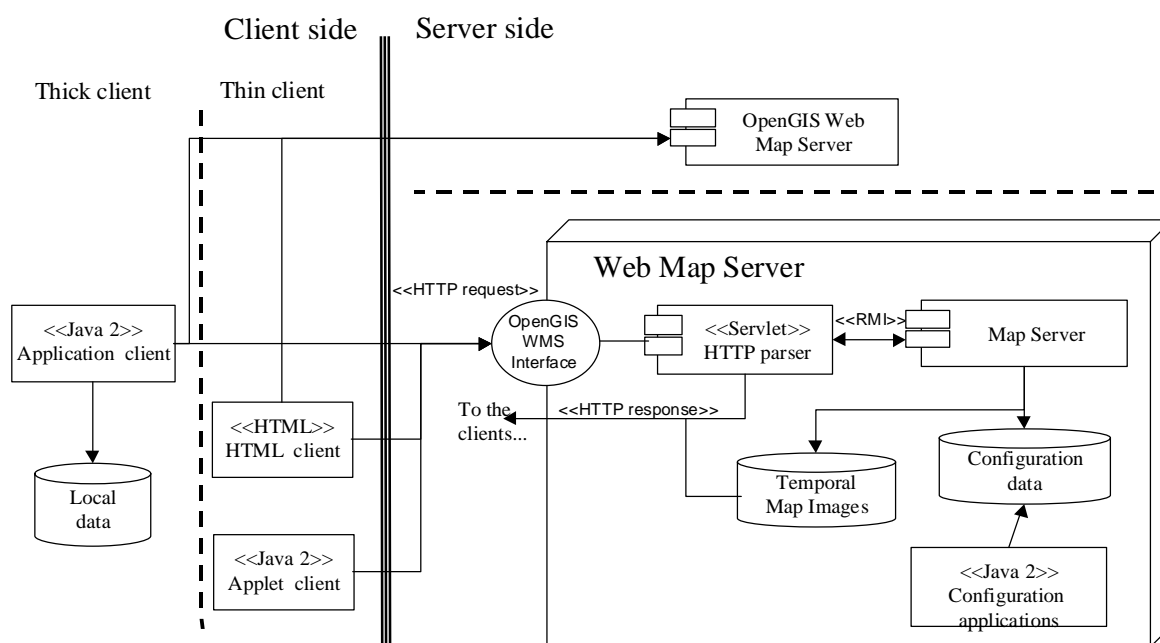 Client side
Server side
Thick client
Thin client
OpenGIS Web
Map Server
Web Map Server
<<HTTP request>>
<<Java 2>>
Application client
OpenGIS
WMS
Interface
<<Servlet>>
HTTP parser
<<RMI>>
Map Server
To the
clients...
<<HTTP response>>
<<HTML>>
HTML client
Local
data
Temporal
Map Images
Configuration
data
<<Java 2>>
Applet client
<<Java 2>>
Configuration
applications